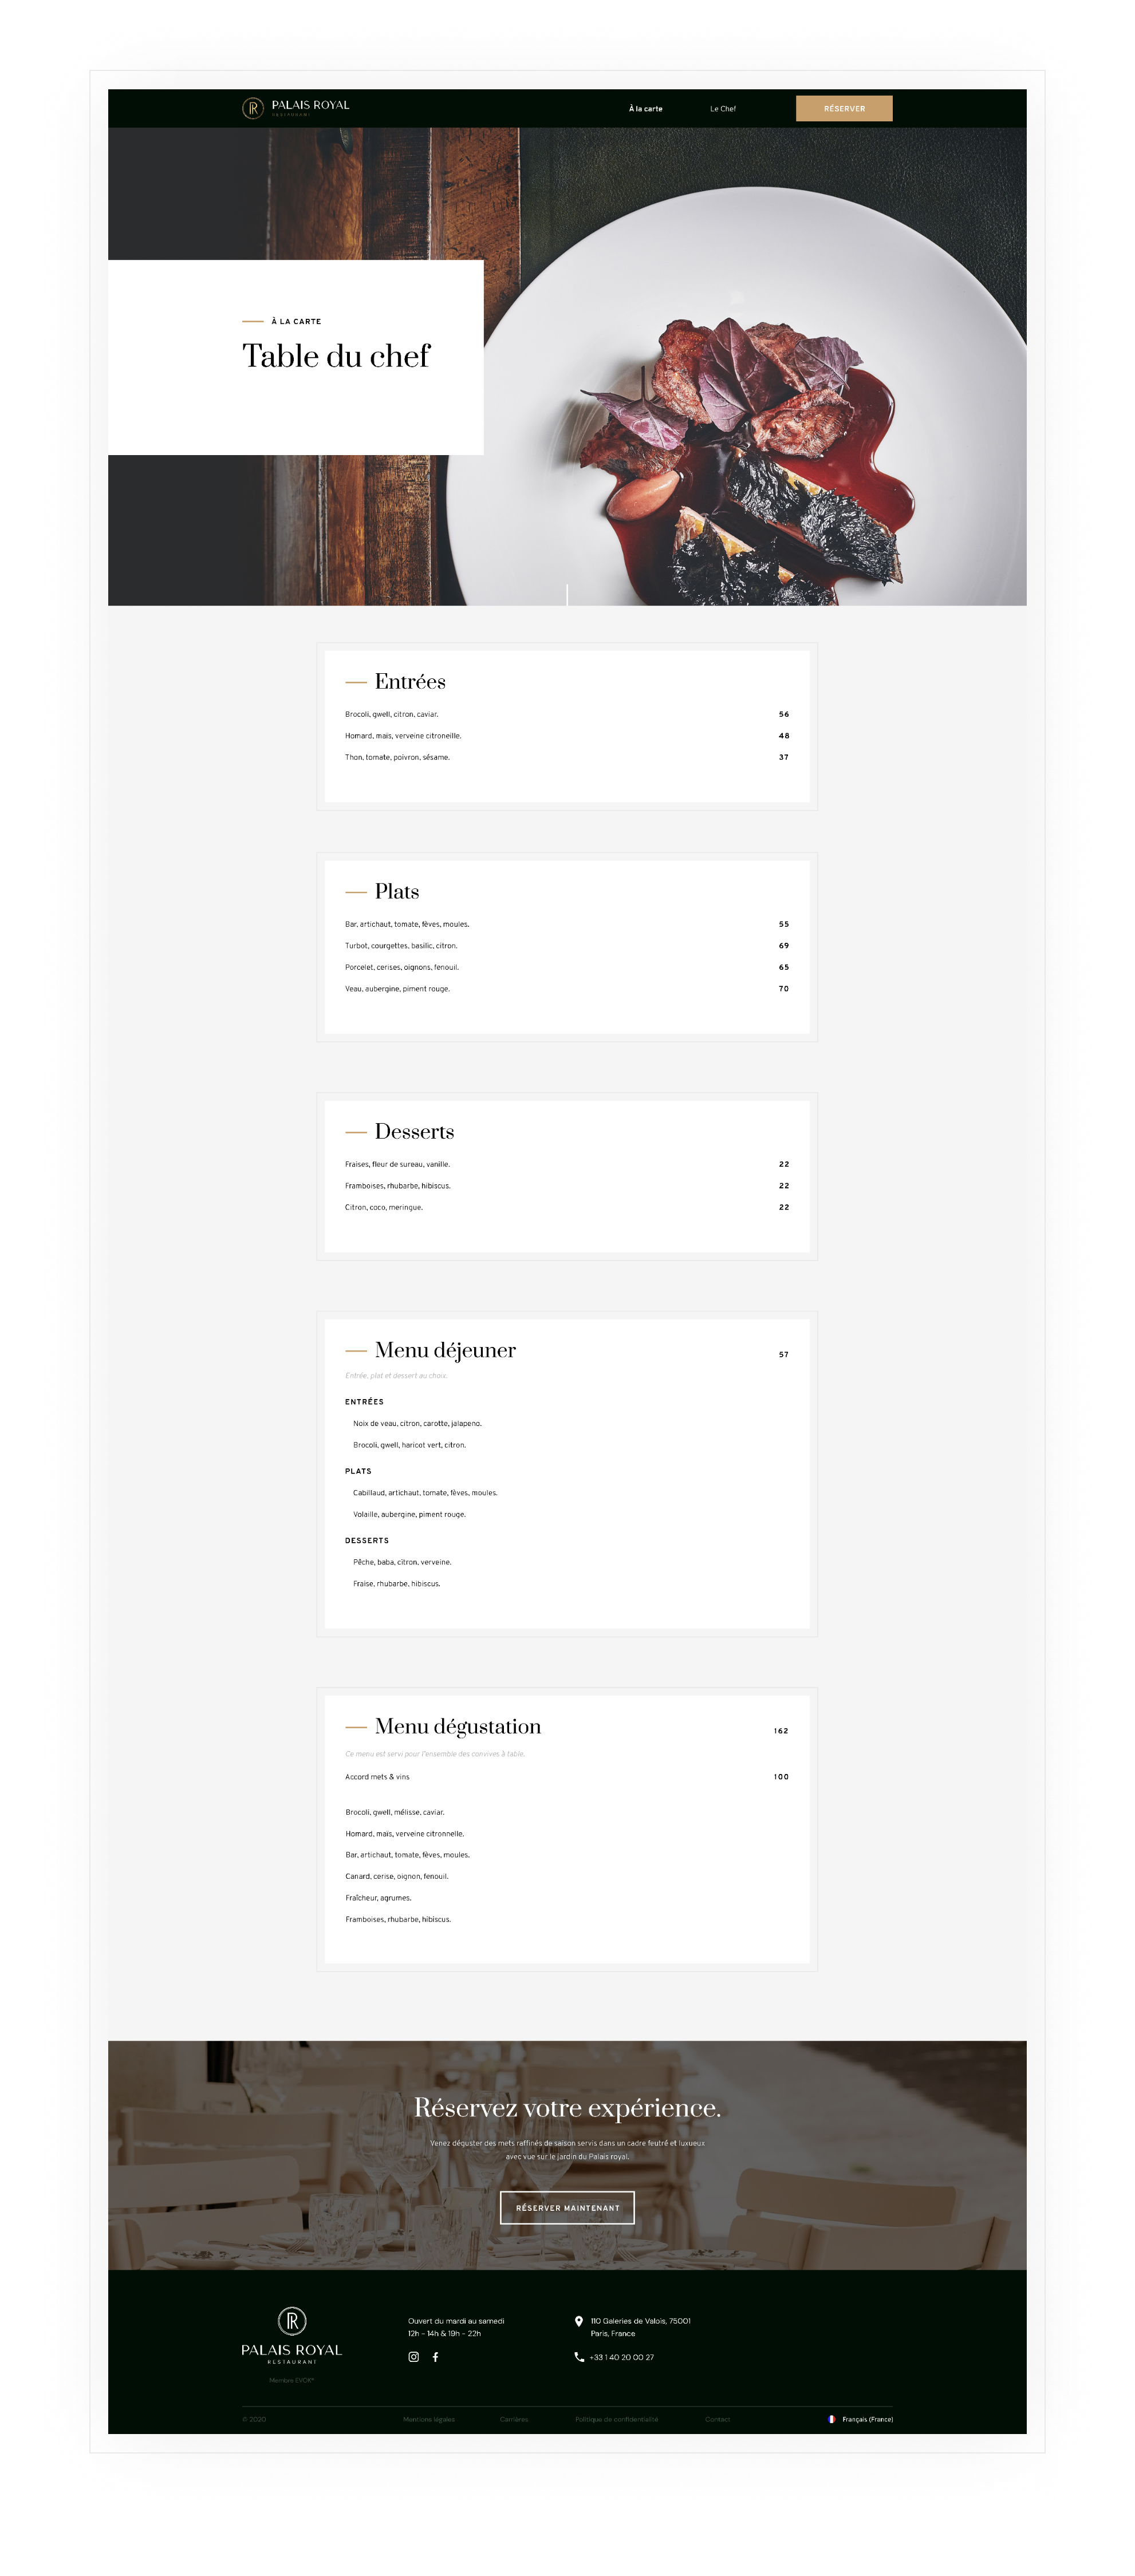 PALAIS ROYAL
RESTAURANT
À la carte
Le Chef
RÉSERVER
À LA CARTE
Table du chef
Entrées
Brocoli, gwell, citron, caviar.
56
Homard, maïs, verveine citroneille.
48
Thon, tomate, poivron, sésame.
37
Plats
Bar, artichaut, tomate, fèves, moules.
55
Turbot, courgettes, basilic, citron.
69
Porcelet, cerises, oignons, fenouil.
65
Veau, aubergine, piment rouge.
70
Desserts
Fraises, fleur de sureau, vanille.
22
Framboises, rhubarbe, hibiscus.
22
Citron, coco, meringue.
22
Menu déjeuner
57
Entrée, plat et dessert au choix.
ENTRÉES
Noix de veau, citron, carotte, jalapeno.
Brocoli, gwell, haricot vert, citron.
PLATS
Cabillaud, artichaut, tomate, fèves, moules.
Volaille, aubergine, piment rouge.
DESSERTS
Pêche, baba, citron, verveine.
Fraise, rhubarbe, hibiscus.
Menu dégustation
162
Ce menu est servi pour l'ensemble des convives à table.
Accord mets & vins
100
Brocoli, gwell, mélisse, caviar.
Homard, maïs, verveine citronnelle.
Bar, artichaut, tomate, fèves, moules.
Canard, cerise, oignon, fenouil.
Fraîcheur, agrumes.
Framboises, rhubarbe, hibiscus.
Réservez votre expérience.
Venez déguster des mets raffinés de saison servis dans un cadre feutré et luxueux
avec vue sur le jardin du Palais royal.
RÉSERVER MAINTENANT
PALAIS ROYAL
RESTAURANT
Membre EVOK®
Ouvert du mardi au samedi
12h - 14h & 19h - 22h
110 Galeries de Valois, 75001
Paris, France
+33 1 40 20 00 27
© 2020
Mentions légales
Carrières
Politique de confidentialité
Contact
Français (France)